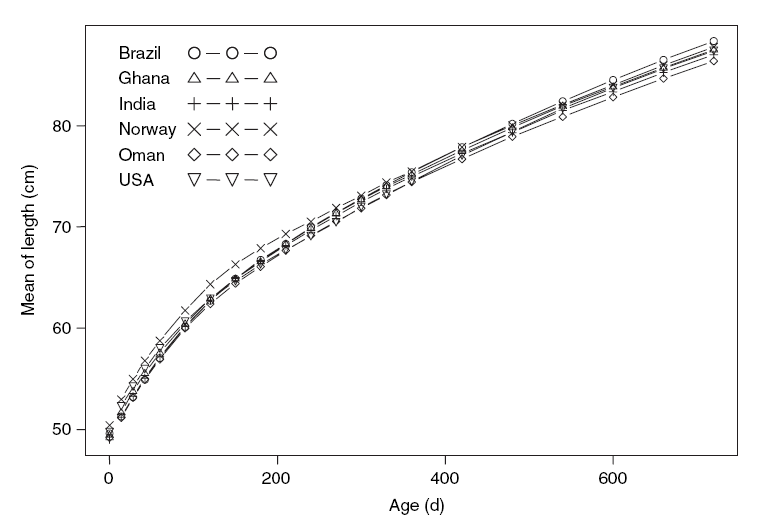 Brazil
Ghana
India
Norway
Oman
USA
80
70
60
50
Mean of length (cm)
0 200 400 600
Age (d)